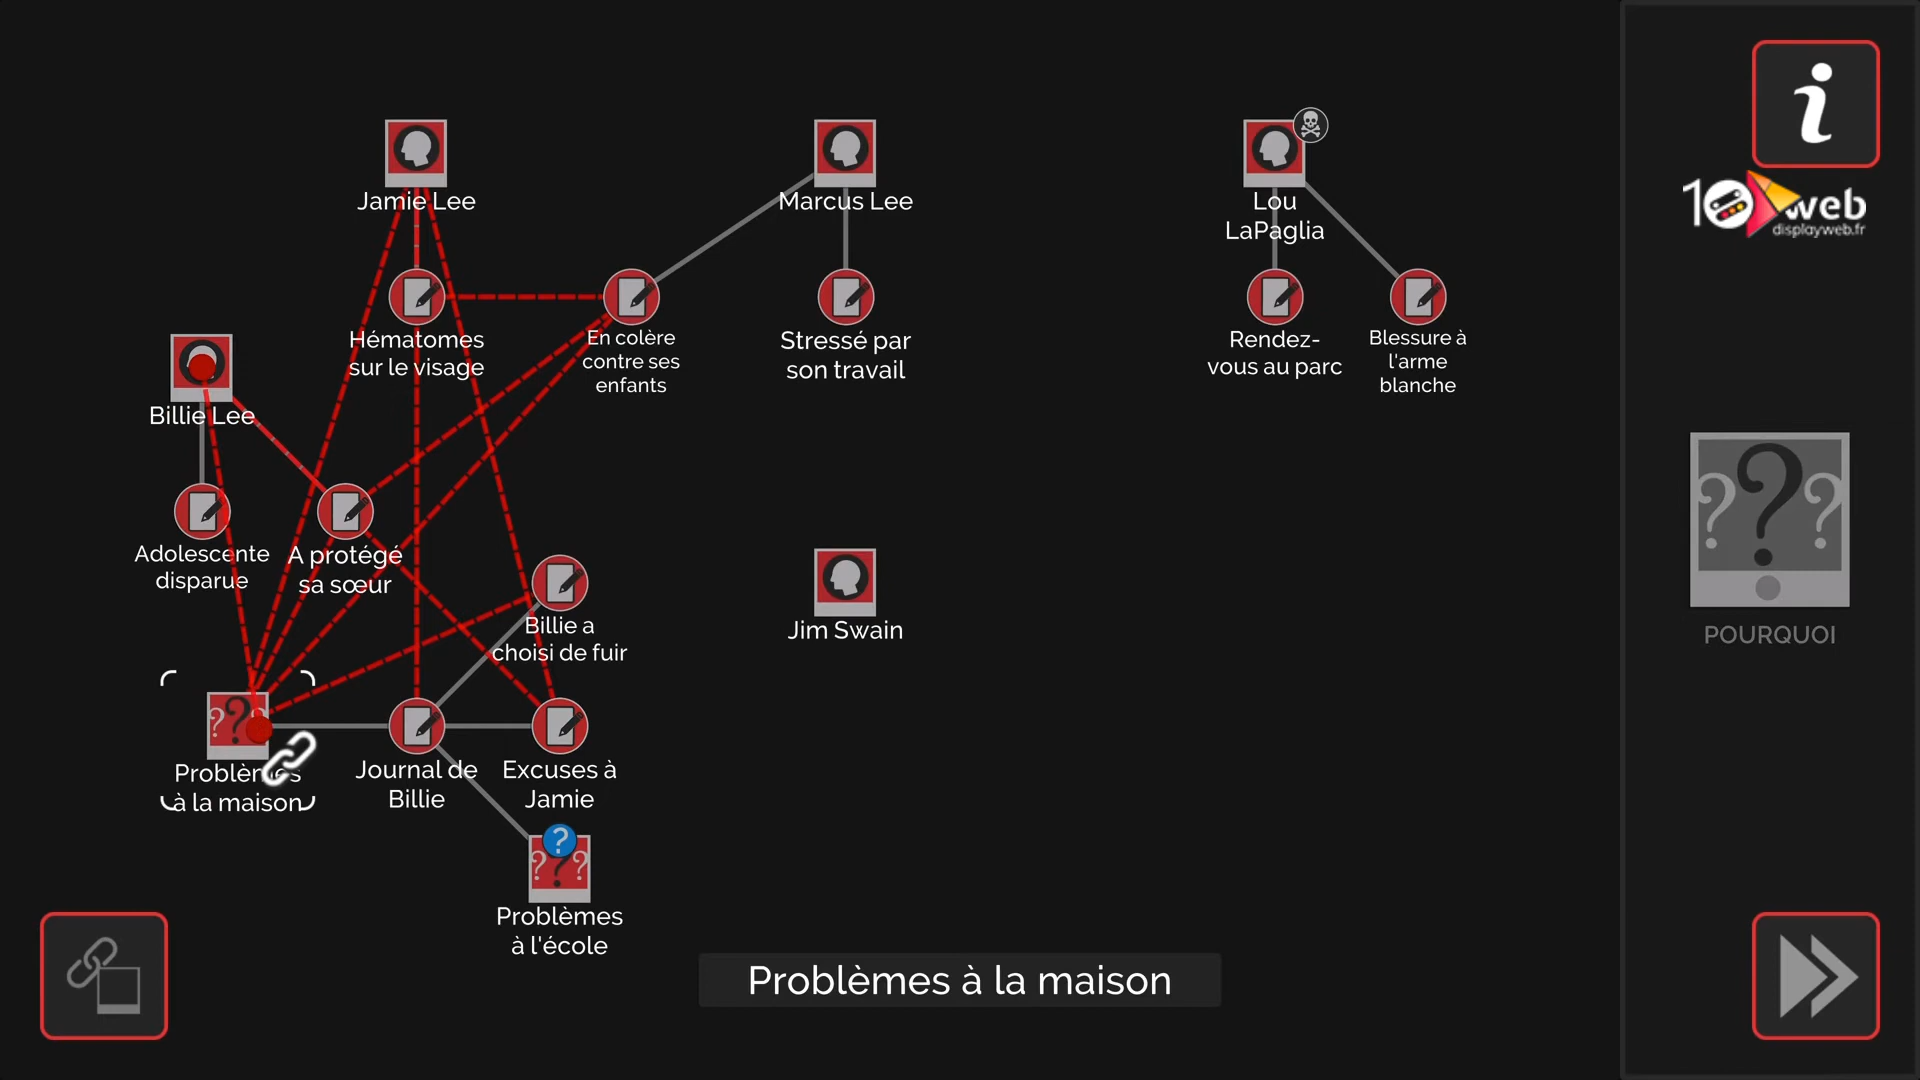 Jamie Lee
Marcus Lee
Lou
LaPaglia
10 web
displayweb.fr
Hématomes
sur le visage
En colère
contre ses
enfants
Stressé par
son travail
Rendez-
vous au parc
Blessure à
l'arme
blanche
Billie Lee
Adolescente
disparue
A protégé
sa sœur
Billie a
choisi de fuir
Jim Swain
POURQUOI
Problèmes
à la maison
Journal de
Billie
Excuses à
Jamie
Problèmes
à l'école
Problèmes à la maison